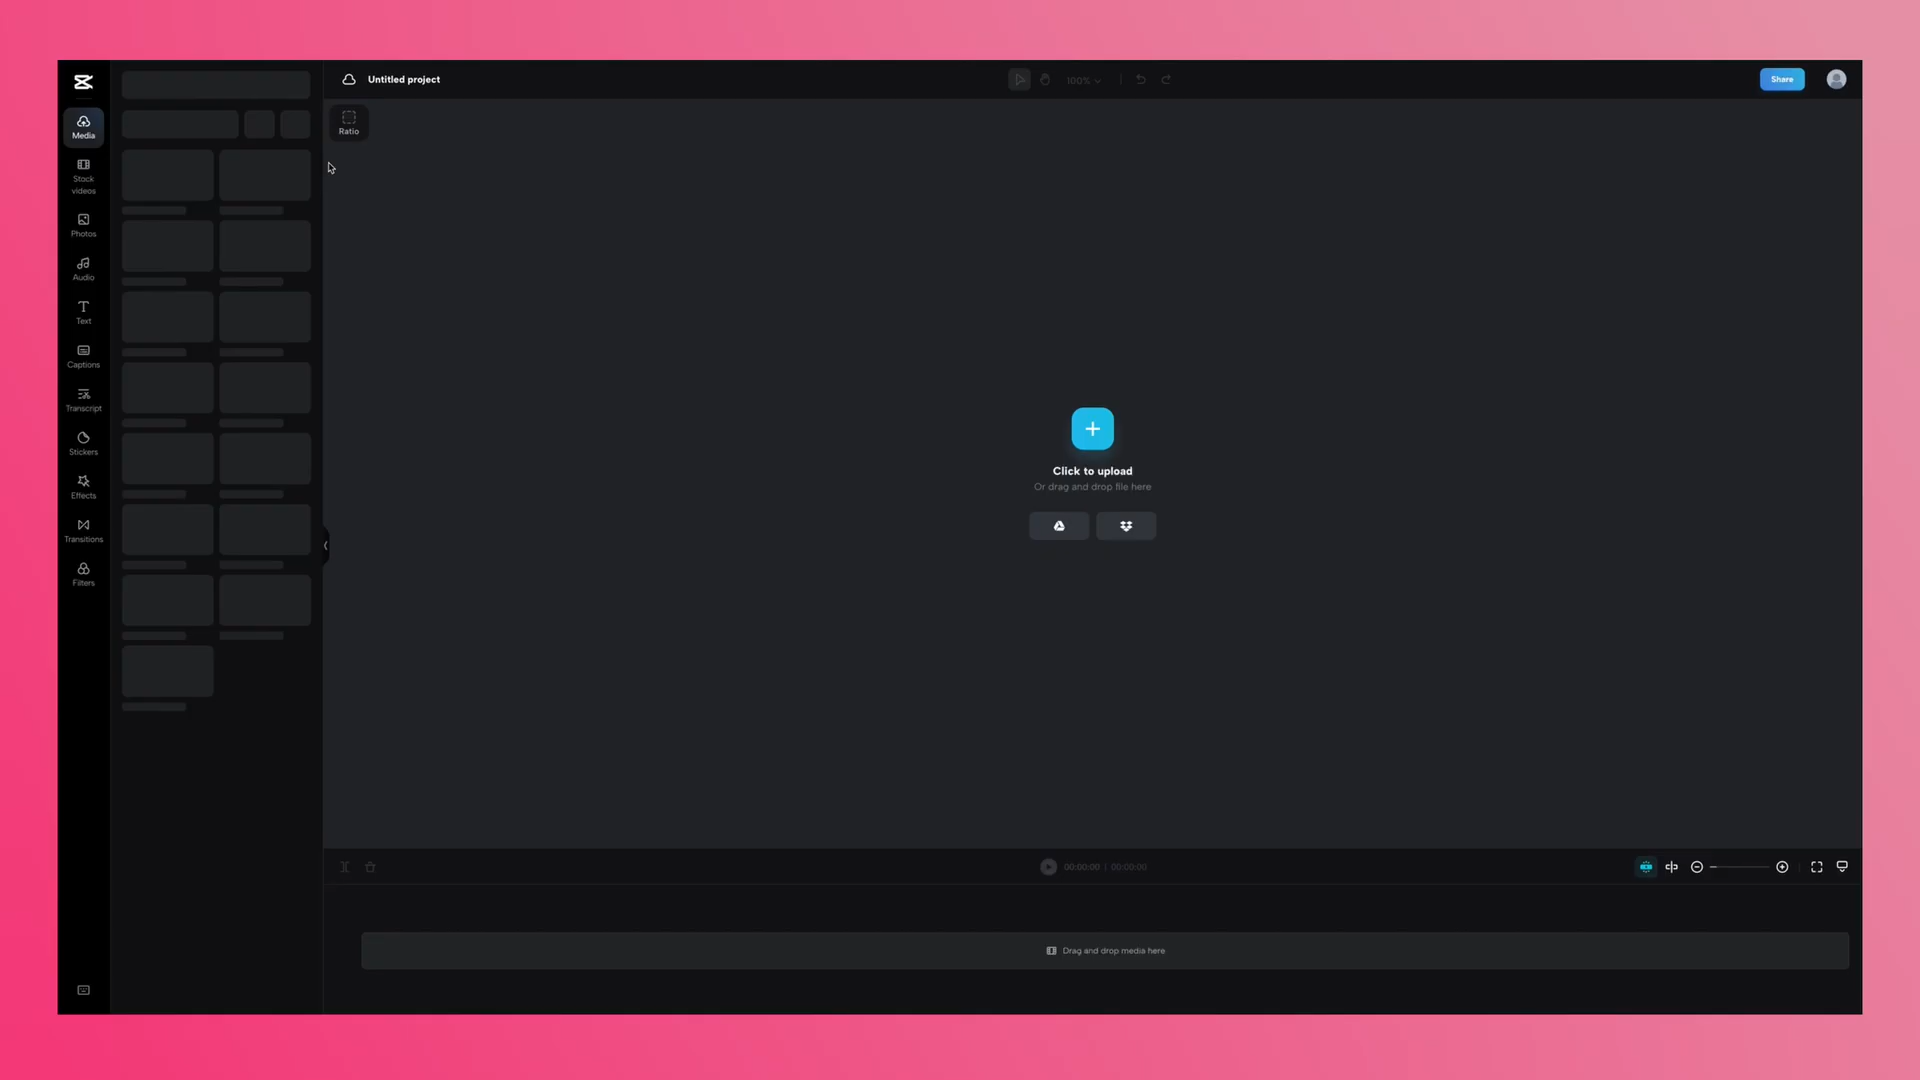 Untitled project
100%
Share
Media
Ratio
Stock
videos
Photos
Audio
Text
Captions
Transcript
Stickers
Effects
Transitions
Filters
Click to upload
Or drag and drop file here
00:00:00 | 00:00:00
Drag and drop media here